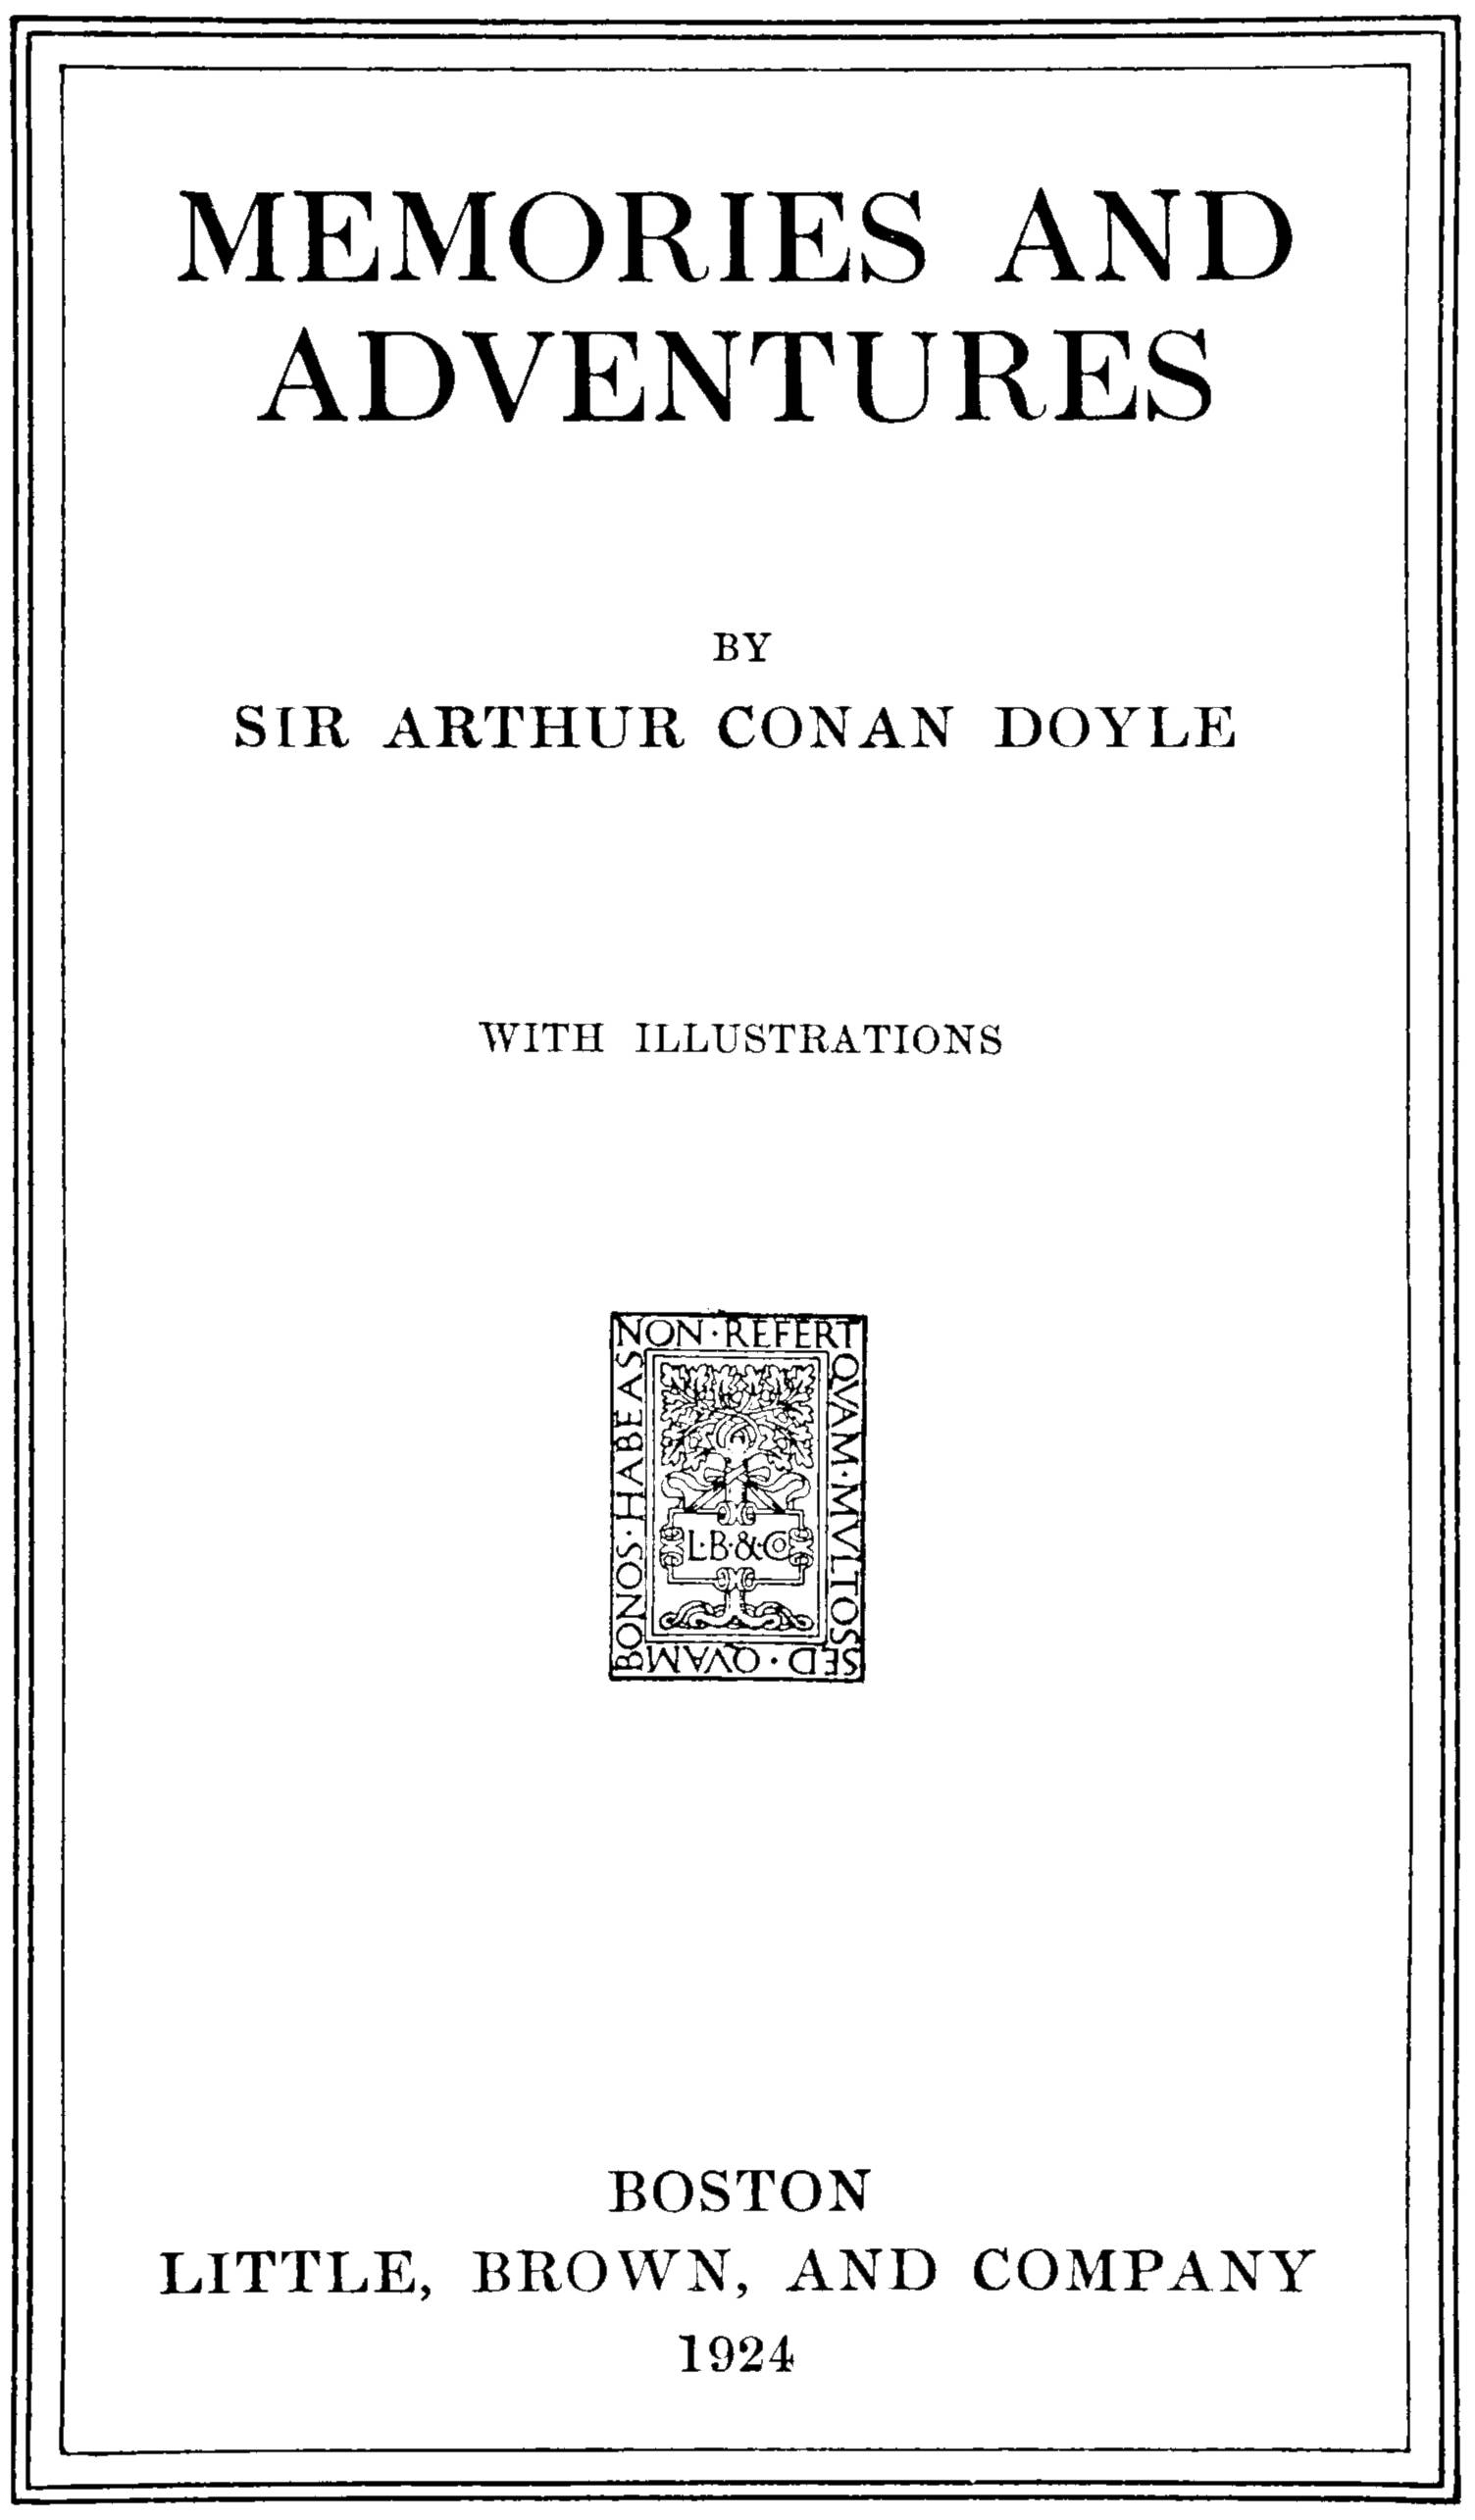 MEMORIES AND
ADVENTURES
BY
SIR ARTHUR CONAN DOYLE
WITH ILLUSTRATIONS
NON·REFERT
QVAM·MVLTOS
SED·QVAM
BONOS·HABEAS
L·B·&·CO
BOSTON
LITTLE, BROWN, AND COMPANY
1924